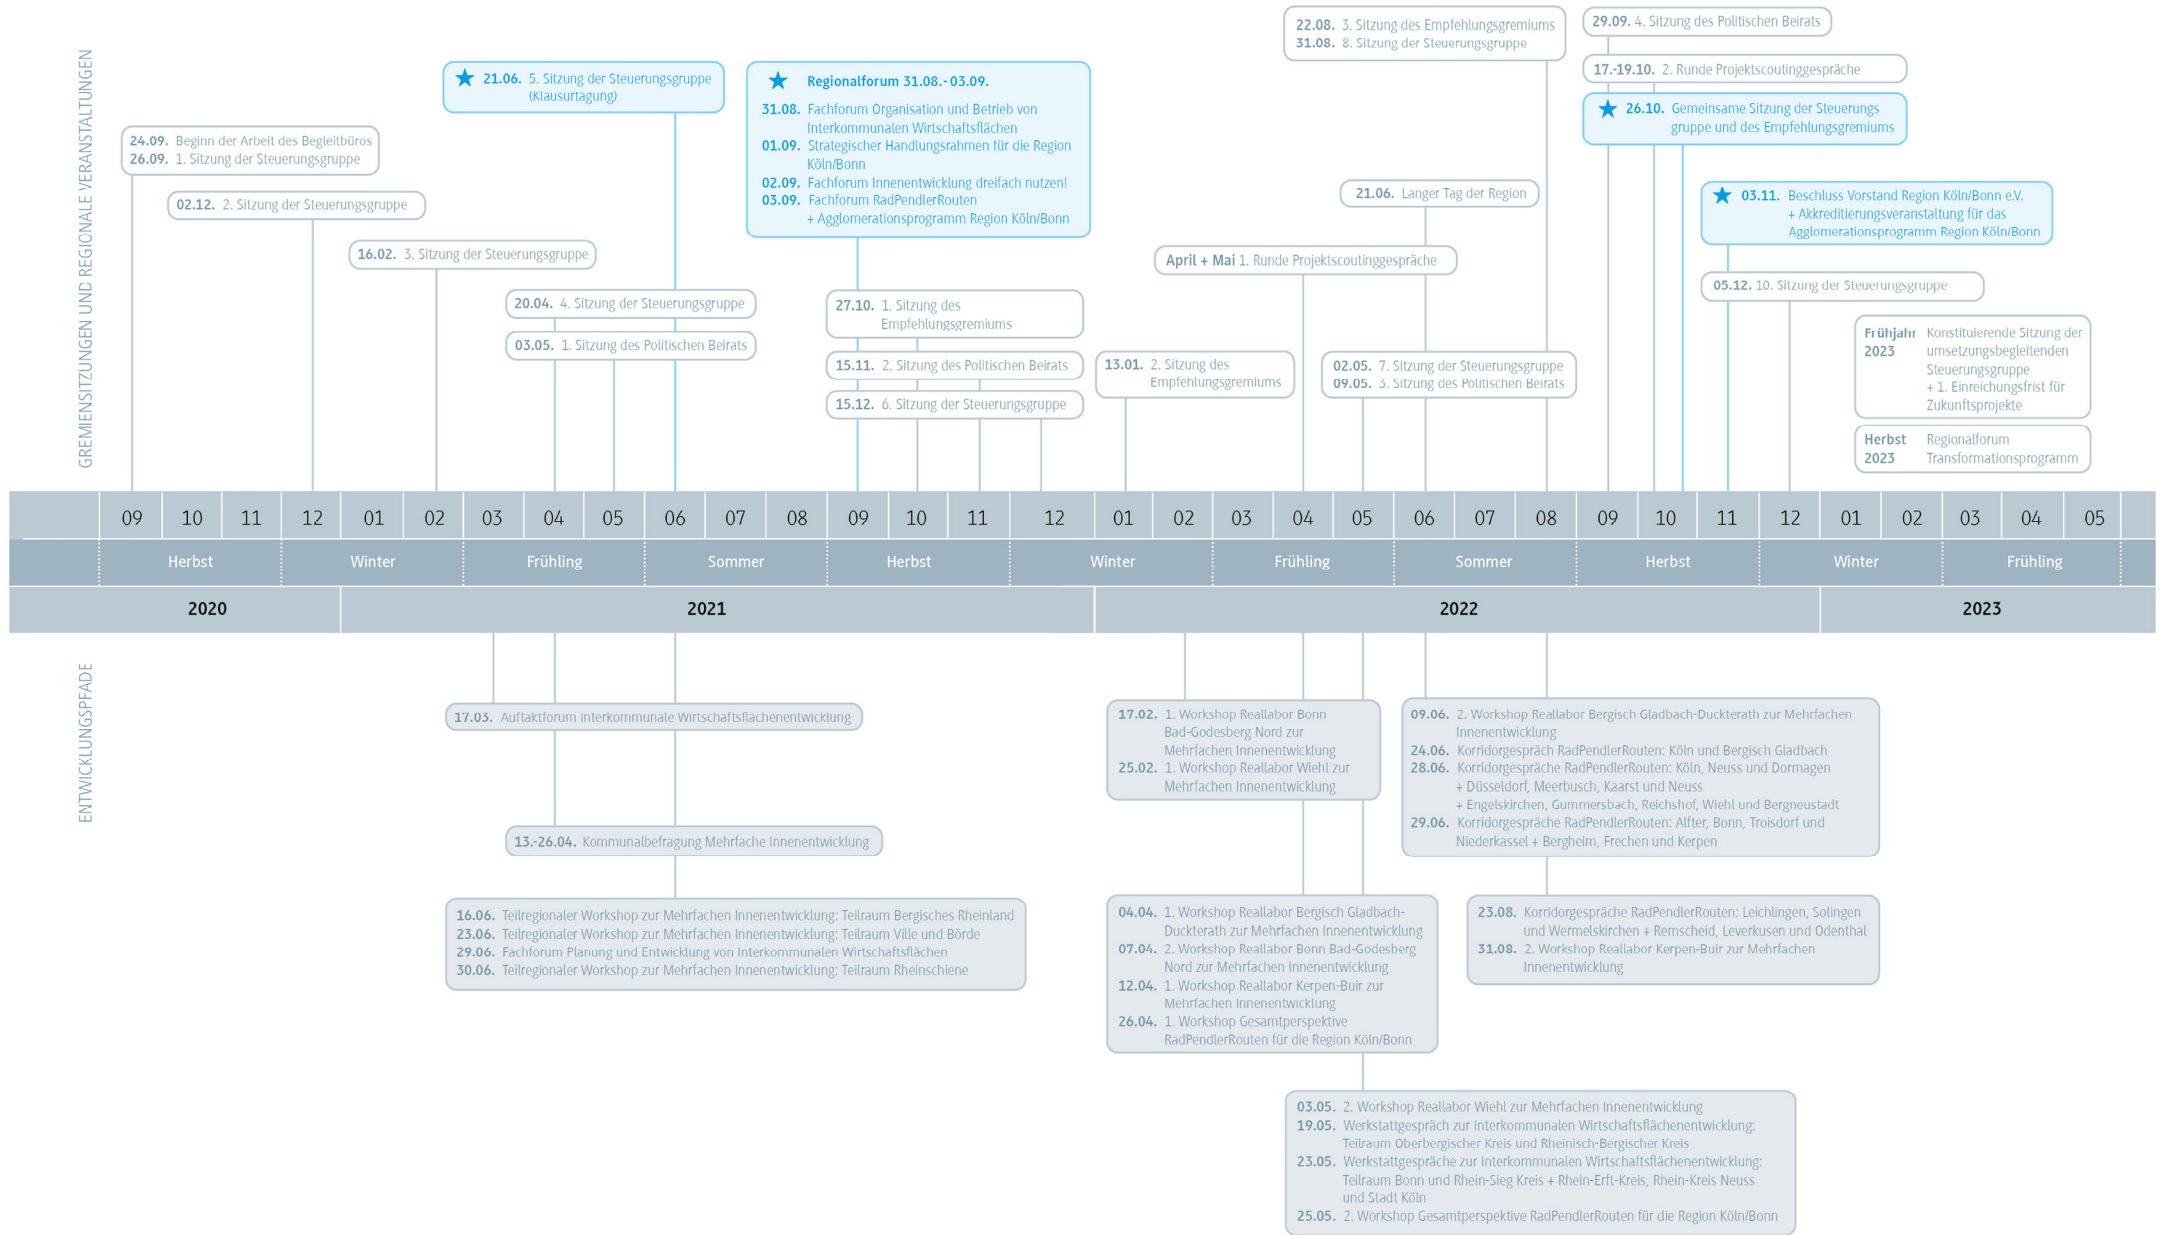 GREMIENSITZUNGEN UND REGIONALE VERANSTALTUNGEN
24.09. Beginn der Arbeit des Begleitbüros
26.09. 1. Sitzung der Steuerungsgruppe
02.12. 2. Sitzung der Steuerungsgruppe
16.02. 3. Sitzung der Steuerungsgruppe
20.04. 4. Sitzung der Steuerungsgruppe
03.05. 1. Sitzung des Politischen Beirats
21.06. 5. Sitzung der Steuerungsgruppe
(Klausurtagung)
Regionalforum 31.08.-03.09.
31.08. Fachforum Organisation und Betrieb von
Interkommunalen Wirtschaftsflächen
01.09. Strategischer Handlungsrahmen für die Region
Köln/Bonn
02.09. Fachforum Innenentwicklung dreifach nutzen!
03.09. Fachforum RadPendlerRouten
+ Agglomerationsprogramm Region Köln/Bonn
27.10. 1. Sitzung des
Empfehlungsgremiums
15.11. 2. Sitzung des Politischen Beirats
15.12. 6. Sitzung der Steuerungsgruppe
13.01. 2. Sitzung des
Empfehlungsgremiums
April + Mai 1. Runde Projektscoutinggespräche
02.05. 7. Sitzung der Steuerungsgruppe
09.05. 3. Sitzung des Politischen Beirats
21.06. Langer Tag der Region
22.08. 3. Sitzung des Empfehlungsgremiums
31.08. 8. Sitzung der Steuerungsgruppe
29.09. 4. Sitzung des Politischen Beirats
17.-19.10. 2. Runde Projektscoutinggespräche
26.10. Gemeinsame Sitzung der Steuerungs
gruppe und des Empfehlungsgremiums
03.11. Beschluss Vorstand Region Köln/Bonn e.V.
+ Akkreditierungsveranstaltung für das
Agglomerationsprogramm Region Köln/Bonn
05.12. 10. Sitzung der Steuerungsgruppe
Frühjahr Konstituierende Sitzung der
2023 umsetzungsbegleitenden
Steuerungsgruppe
+ 1. Einreichungsfrist für
Zukunftsprojekte
Herbst Regionalforum
2023 Transformationsprogramm
09 10 11 12 01 02 03 04 05 06 07 08 09 10 11 12 01 02 03 04 05 06 07 08 09 10 11 12 01 02 03 04 05
Herbst Winter Frühling Sommer Herbst Winter Frühling Sommer Herbst Winter Frühling
2020 2021 2022 2023
ENTWICKLUNGSPFADE
17.03. Auftaktforum Interkommunale Wirtschaftsflächenentwicklung
13.-26.04. Kommunalbefragung Mehrfache Innenentwicklung
16.06. Teilregionaler Workshop zur Mehrfachen Innenentwicklung: Teilraum Bergisches Rheinland
23.06. Teilregionaler Workshop zur Mehrfachen Innenentwicklung: Teilraum Ville und Börde
29.06. Fachforum Planung und Entwicklung von Interkommunalen Wirtschaftsflächen
30.06. Teilregionaler Workshop zur Mehrfachen Innenentwicklung: Teilraum Rheinschiene
17.02. 1. Workshop Reallabor Bonn
Bad-Godesberg Nord zur
Mehrfachen Innenentwicklung
25.02. 1. Workshop Reallabor Wiehl zur
Mehrfachen Innenentwicklung
04.04. 1. Workshop Reallabor Bergisch Gladbach-
Duckterath zur Mehrfachen Innenentwicklung
07.04. 2. Workshop Reallabor Bonn Bad-Godesberg
Nord zur Mehrfachen Innenentwicklung
12.04. 1. Workshop Reallabor Kerpen-Buir zur
Mehrfachen Innenentwicklung
26.04. 1. Workshop Gesamtperspektive
RadPendlerRouten für die Region Köln/Bonn
03.05. 2. Workshop Reallabor Wiehl zur Mehrfachen Innenentwicklung
19.05. Werkstattgespräch zur Interkommunalen Wirtschaftsflächenentwicklung:
Teilraum Oberbergischer Kreis und Rheinisch-Bergischer Kreis
23.05. Werkstattgespräche zur Interkommunalen Wirtschaftsflächenentwicklung:
Teilraum Bonn und Rhein-Sieg Kreis + Rhein-Erft-Kreis, Rhein-Kreis Neuss
und Stadt Köln
25.05. 2. Workshop Gesamtperspektive RadPendlerRouten für die Region Köln/Bonn
09.06. 2. Workshop Reallabor Bergisch Gladbach-Duckterath zur Mehrfachen
Innenentwicklung
24.06. Korridorgespräch RadPendlerRouten: Köln und Bergisch Gladbach
28.06. Korridorgespräche RadPendlerRouten: Köln, Neuss und Dormagen
+ Düsseldorf, Meerbusch, Kaarst und Neuss
+ Engelskirchen, Gummersbach, Reichshof, Wiehl und Bergneustadt
29.06. Korridorgespräche RadPendlerRouten: Alfter, Bonn, Troisdorf und
Niederkassel + Bergheim, Frechen und Kerpen
23.08. Korridorgespräche RadPendlerRouten: Leichlingen, Solingen
und Wermelskirchen + Remscheid, Leverkusen und Odenthal
31.08. 2. Workshop Reallabor Kerpen-Buir zur Mehrfachen
Innenentwicklung